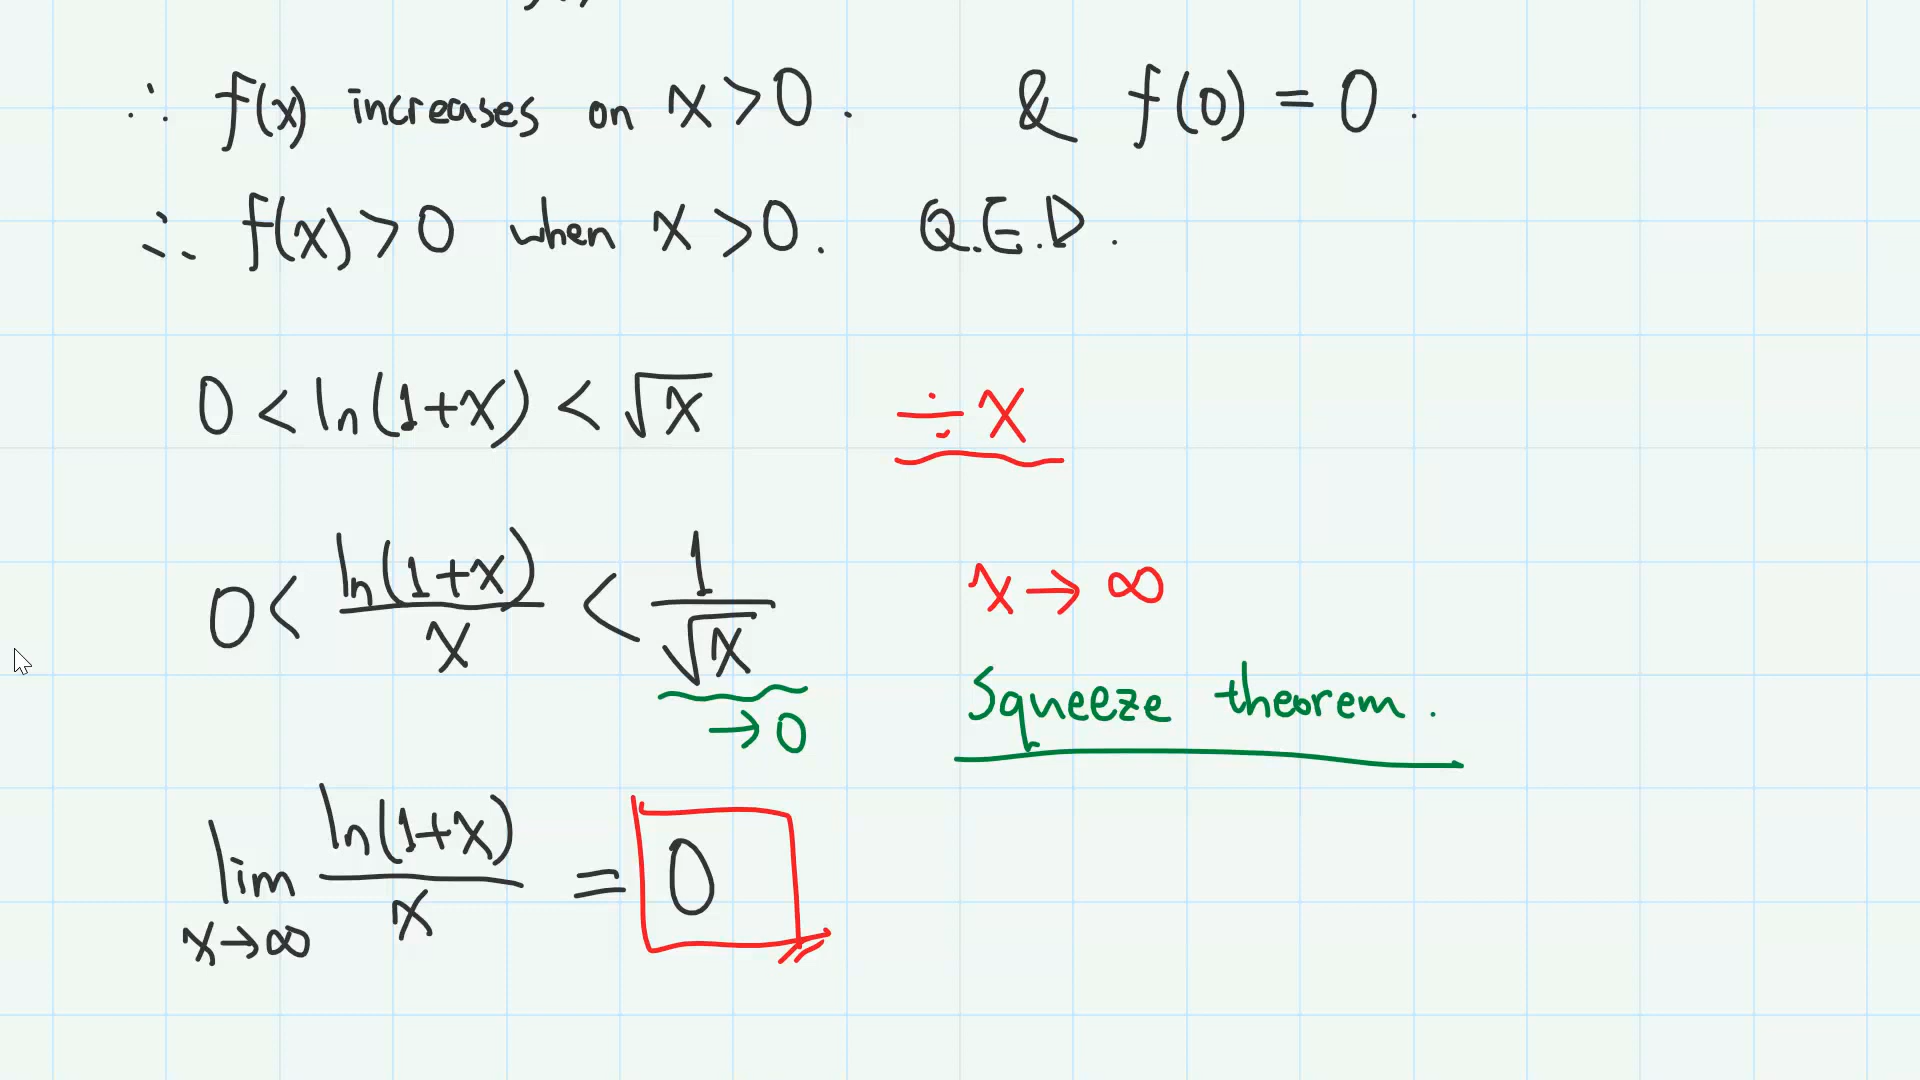 ∴ f(x) increases on x > 0. & f(0) = 0.
∴ f(x) > 0 when x > 0. Q.E.D.
0 < ln(1+x) < √x ÷ x
0 < ln(1+x)/x < 1/√x x → ∞
→ 0 Squeeze theorem.
lim x→∞ ln(1+x)/x = 0